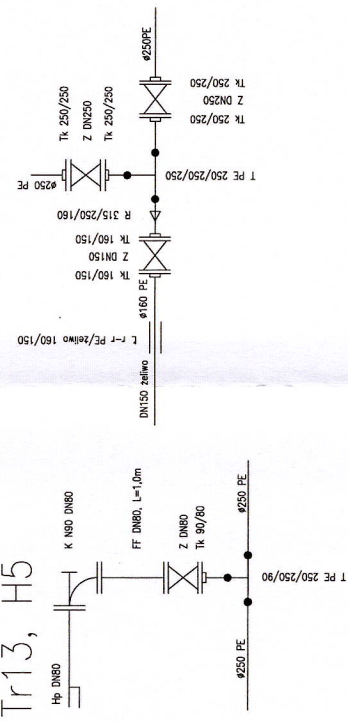 ø250PE
Tk 250/250
Z DN250
Tk 250/250
Tk 250/250
Z DN250
Tk 250/250
ø250
PE
T PE 250/250/250
R 315/250/160
Tk 160/150
Z DN150
Tk 160/150
ø160 PE
L r-r PE/żeliwo 160/150
DN150 żeliwo
Tr13, H5
K N90 DN80
Hp DN80
FF DN80, L=1,0m
Z DN80
Tk 90/80
ø250 PE
ø250 PE
T PE 250/250/90